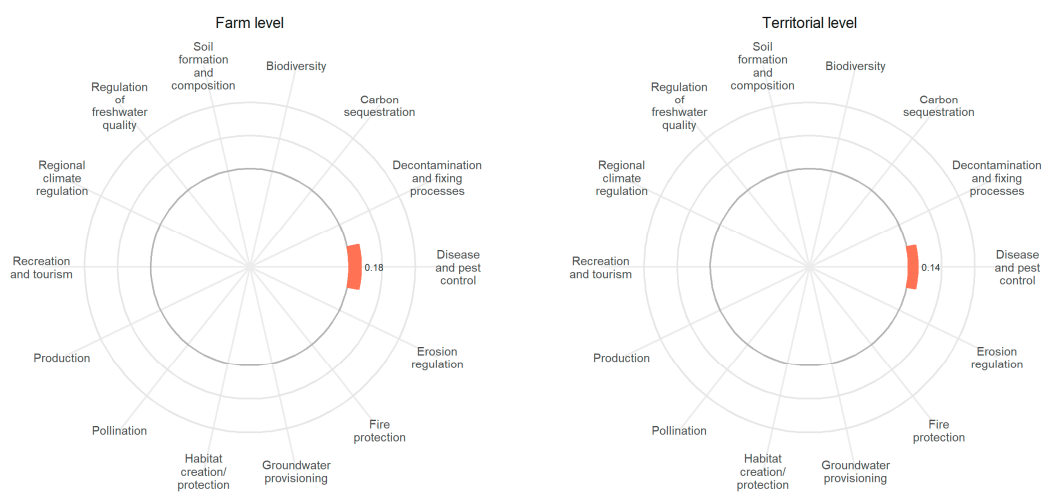 Farm level
Soil
formation
and
composition
Biodiversity
Regulation
of
freshwater
quality
Carbon
sequestration
Regional
climate
regulation
Decontamination
and fixing
processes
Recreation
and tourism
0.18
Disease
and pest
control
Production
Erosion
regulation
Pollination
Fire
protection
Habitat
creation/
protection
Groundwater
provisioning
Territorial level
Soil
formation
and
composition
Biodiversity
Regulation
of
freshwater
quality
Carbon
sequestration
Regional
climate
regulation
Decontamination
and fixing
processes
Recreation
and tourism
0.14
Disease
and pest
control
Production
Erosion
regulation
Pollination
Fire
protection
Habitat
creation/
protection
Groundwater
provisioning